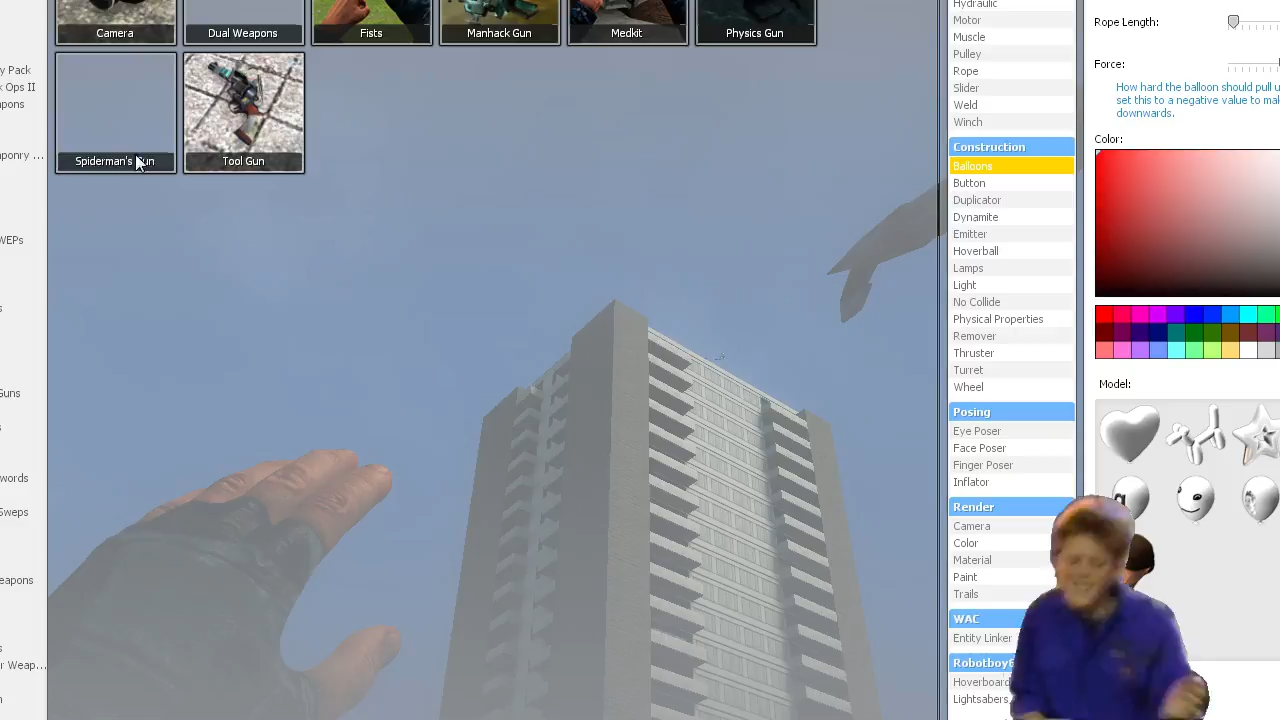 Camera
Dual Weapons
Fists
Manhack Gun
Medkit
Physics Gun
Spiderman's Gun
Tool Gun
y Pack
k Ops II
apons
aponry ...
WEPs
s
Guns
s
words
Sweps
eapons
s
r Weap...
n
Hydraulic
Motor
Muscle
Pulley
Rope
Slider
Weld
Winch
Construction
Balloons
Button
Duplicator
Dynamite
Emitter
Hoverball
Lamps
Light
No Collide
Physical Properties
Remover
Thruster
Turret
Wheel
Posing
Eye Poser
Face Poser
Finger Poser
Inflator
Render
Camera
Color
Material
Paint
Trails
WAC
Entity Linker
Robotboy6
Hoverboard
Lightsabers
Rope Length:
Force:
How hard the balloon should pull u
set this to a negative value to mak
downwards.
Color:
Model: